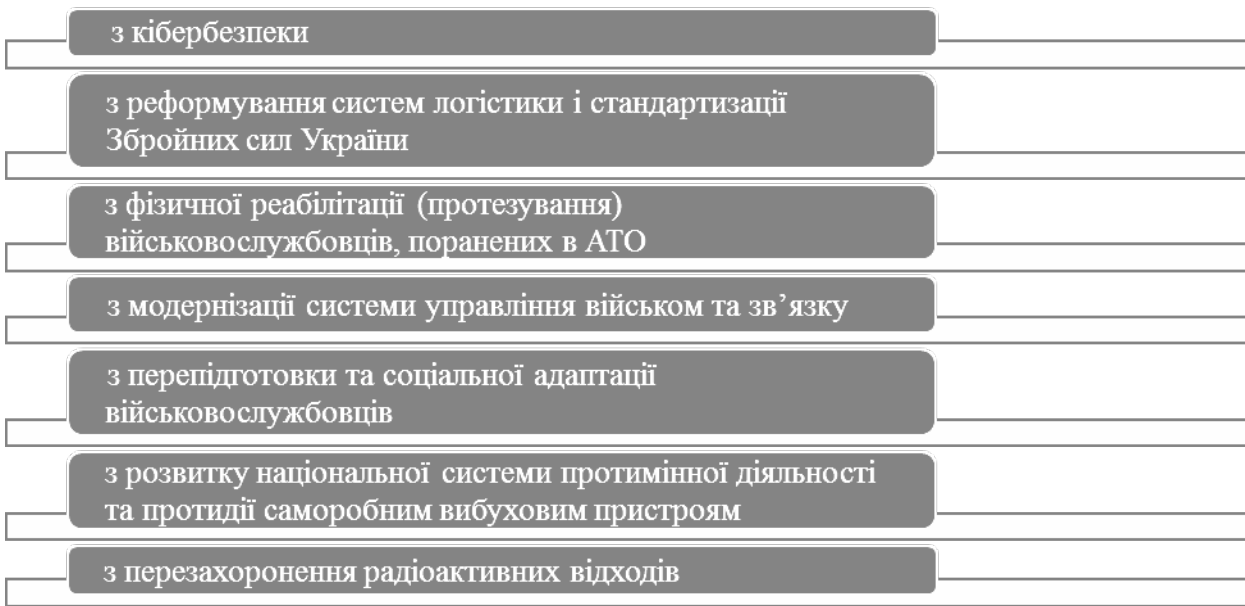 з кібербезпеки
з реформування систем логістики і стандартизації
Збройних сил України
з фізичної реабілітації (протезування)
військовослужбовців, поранених в АТО
з модернізації системи управління військом та зв’язку
з перепідготовки та соціальної адаптації
військовослужбовців
з розвитку національної системи протимінної діяльності
та протидії саморобним вибуховим пристроям
з перезахоронення радіоактивних відходів